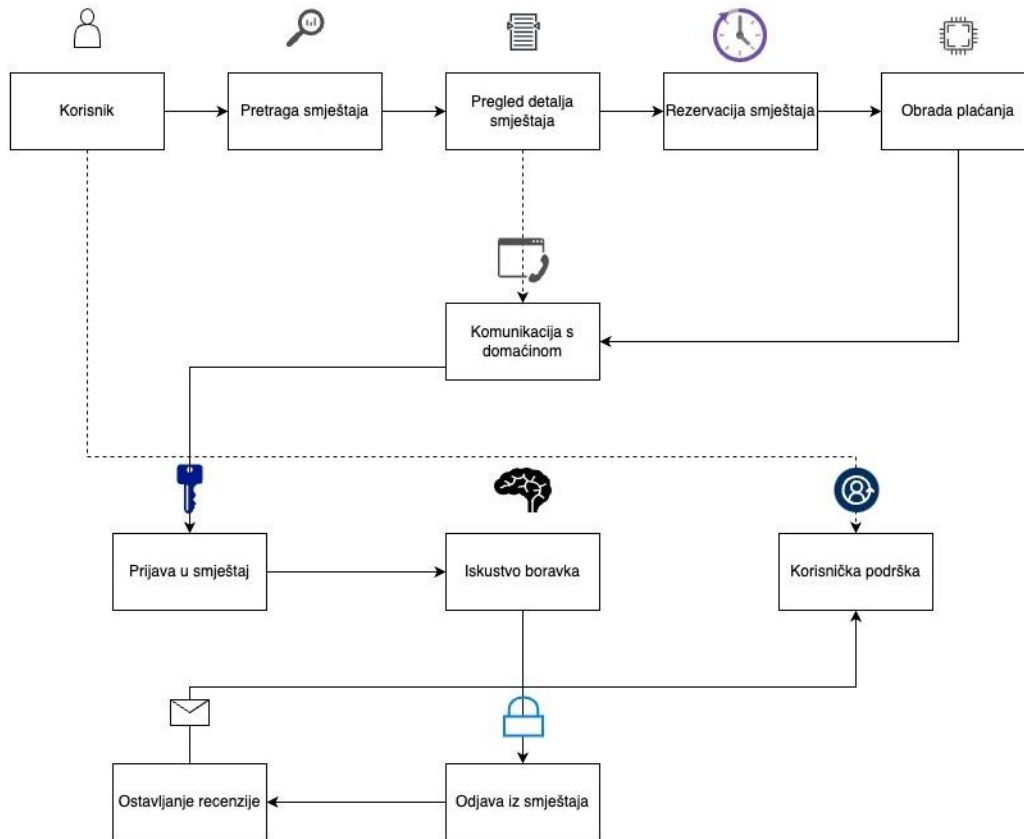 Korisnik
Pretraga smještaja
Pregled detalja
smještaja
Rezervacija smještaja
Obrada plaćanja
Komunikacija s
domaćinom
Prijava u smještaj
Iskustvo boravka
Korisnička podrška
Ostavljanje recenzije
Odjava iz smještaja